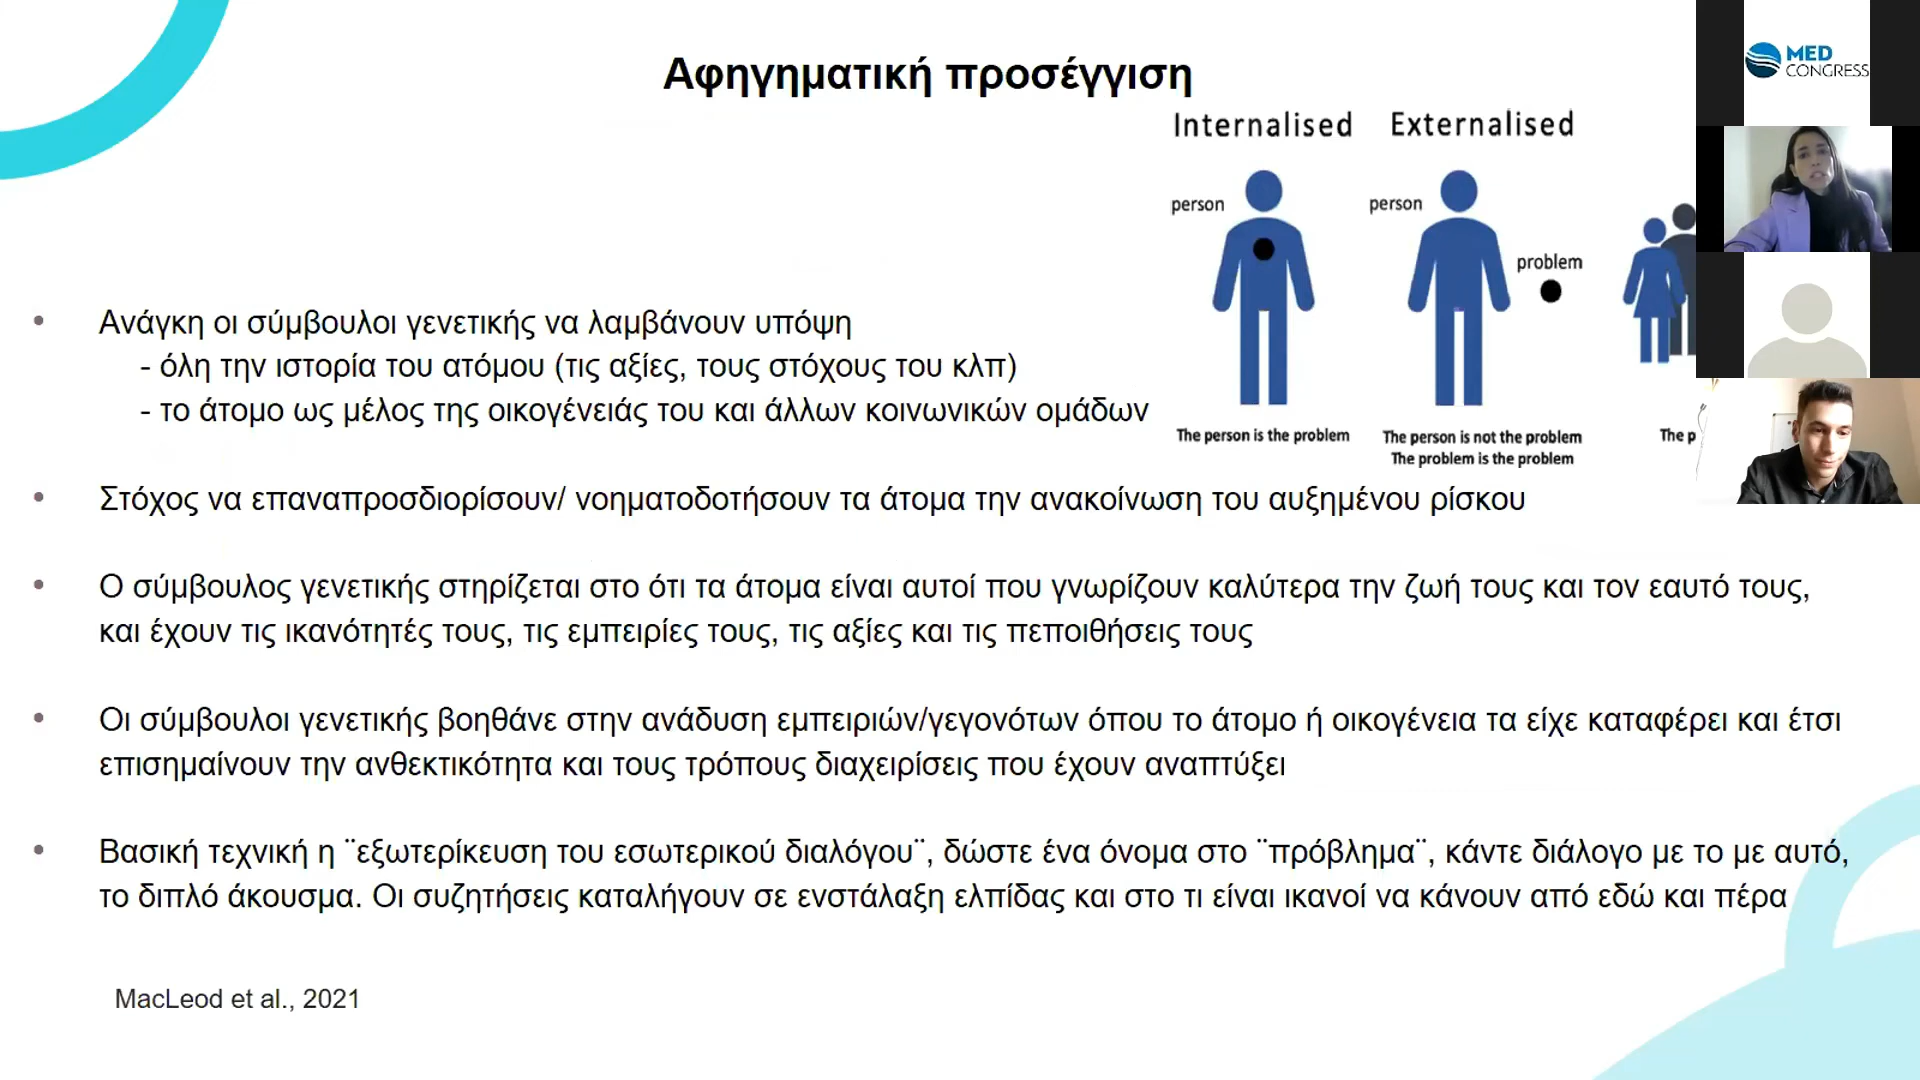 Αφηγηματική προσέγγιση
MED
CONGRESS
Internalised
Externalised
person
person
problem
The person is the problem
The person is not the problem
The problem is the problem
The p
• Ανάγκη οι σύμβουλοι γενετικής να λαμβάνουν υπόψη
- όλη την ιστορία του ατόμου (τις αξίες, τους στόχους του κλπ)
- το άτομο ως μέλος της οικογένειάς του και άλλων κοινωνικών ομάδων
• Στόχος να επαναπροσδιορίσουν/ νοηματοδοτήσουν τα άτομα την ανακοίνωση του αυξημένου ρίσκου
• Ο σύμβουλος γενετικής στηρίζεται στο ότι τα άτομα είναι αυτοί που γνωρίζουν καλύτερα την ζωή τους και τον εαυτό τους,
και έχουν τις ικανότητές τους, τις εμπειρίες τους, τις αξίες και τις πεποιθήσεις τους
• Οι σύμβουλοι γενετικής βοηθάνε στην ανάδυση εμπειριών/γεγονότων όπου το άτομο ή οικογένεια τα είχε καταφέρει και έτσι
επισημαίνουν την ανθεκτικότητα και τους τρόπους διαχειρίσεις που έχουν αναπτύξει
• Βασική τεχνική η ¨εξωτερίκευση του εσωτερικού διαλόγου¨, δώστε ένα όνομα στο ¨πρόβλημα¨, κάντε διάλογο με το με αυτό,
το διπλό άκουσμα. Οι συζητήσεις καταλήγουν σε ενστάλαξη ελπίδας και στο τι είναι ικανοί να κάνουν από εδώ και πέρα
MacLeod et al., 2021